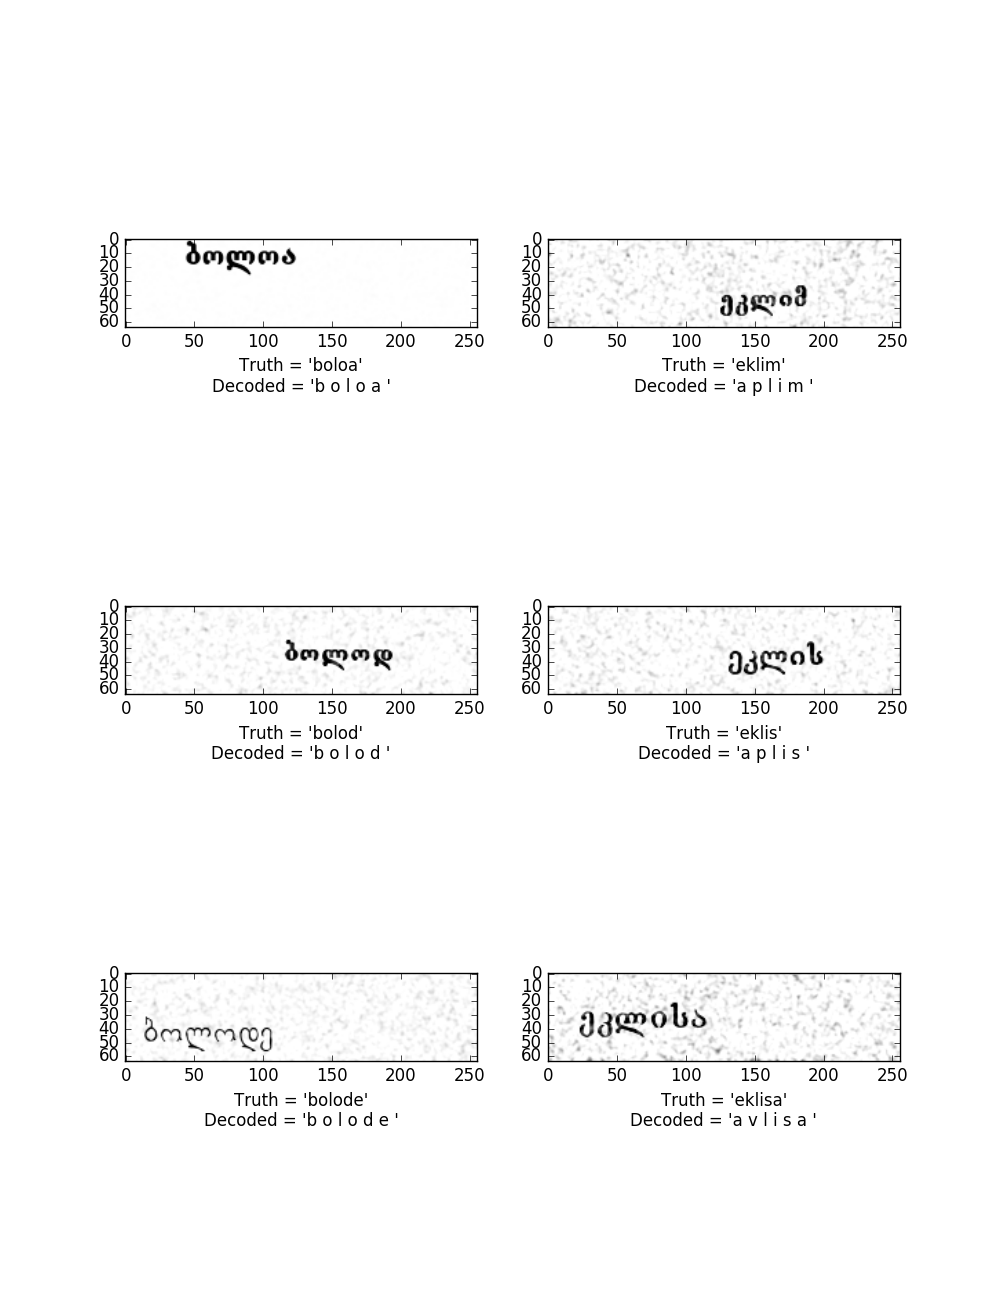 0
10
20
30
40
50
60
ბოლოა
0 50 100 150 200 250
Truth = 'boloa'
Decoded = 'b o l o a '
0
10
20
30
40
50
60
ეკლიმ
0 50 100 150 200 250
Truth = 'eklim'
Decoded = 'a p l i m '
0
10
20
30
40
50
60
ბოლოდ
0 50 100 150 200 250
Truth = 'bolod'
Decoded = 'b o l o d '
0
10
20
30
40
50
60
ეკლის
0 50 100 150 200 250
Truth = 'eklis'
Decoded = 'a p l i s '
0
10
20
30
40
50
60
ბოლოდე
0 50 100 150 200 250
Truth = 'bolode'
Decoded = 'b o l o d e '
0
10
20
30
40
50
60
ეკლისა
0 50 100 150 200 250
Truth = 'eklisa'
Decoded = 'a v l i s a '